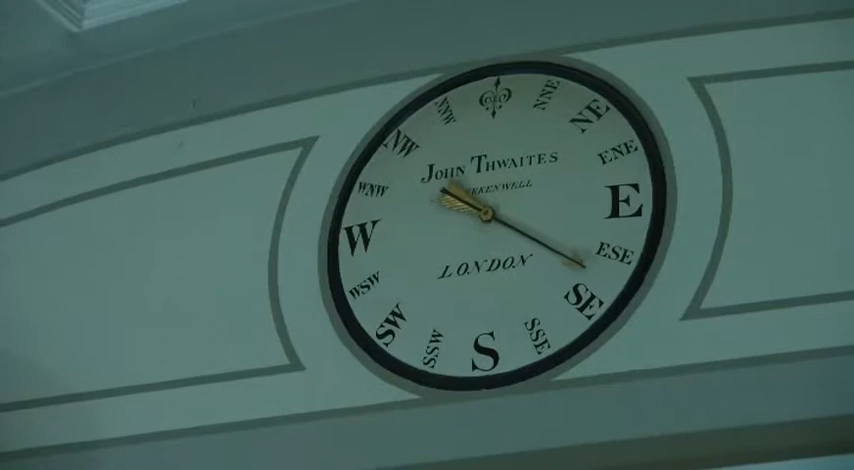 NNW NNE
NW NE
JOHN THWAITES
ENE
WNW
E
W
LONDON
ESE
WSW
SE
SW
SSW SSE
S